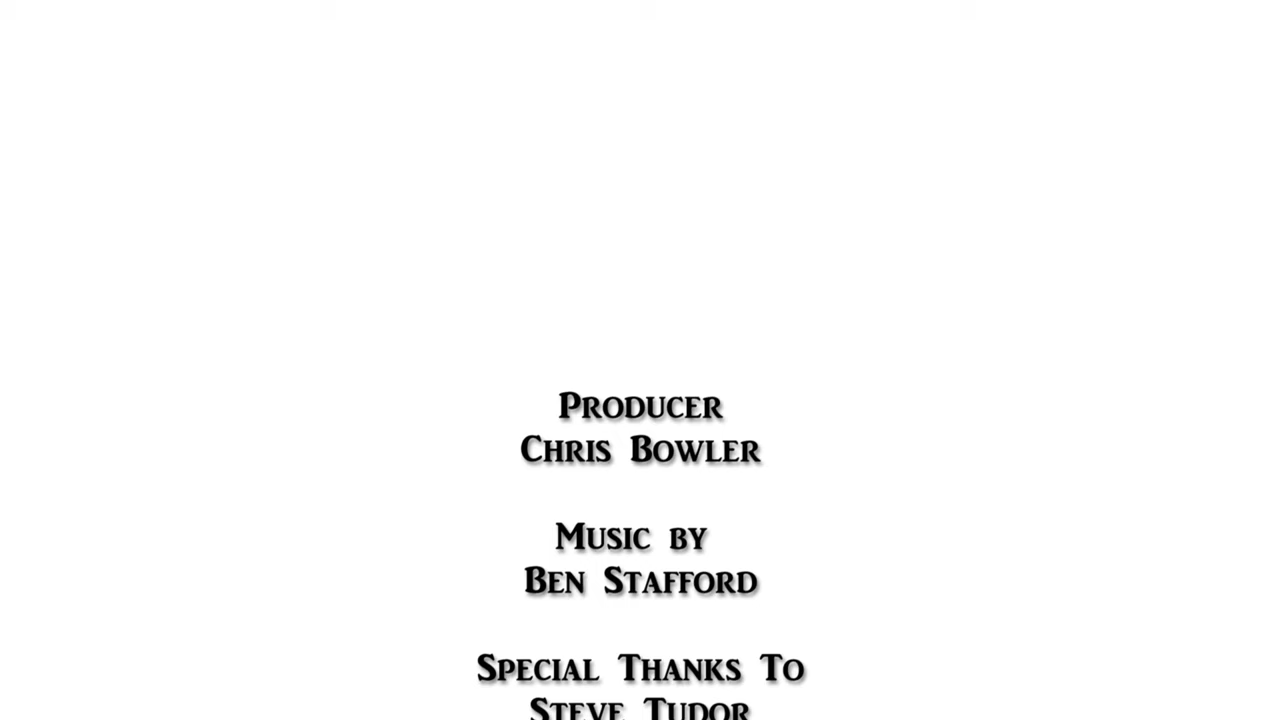 Producer
Chris Bowler
Music by
Ben Stafford
Special Thanks To
Steve Tudor